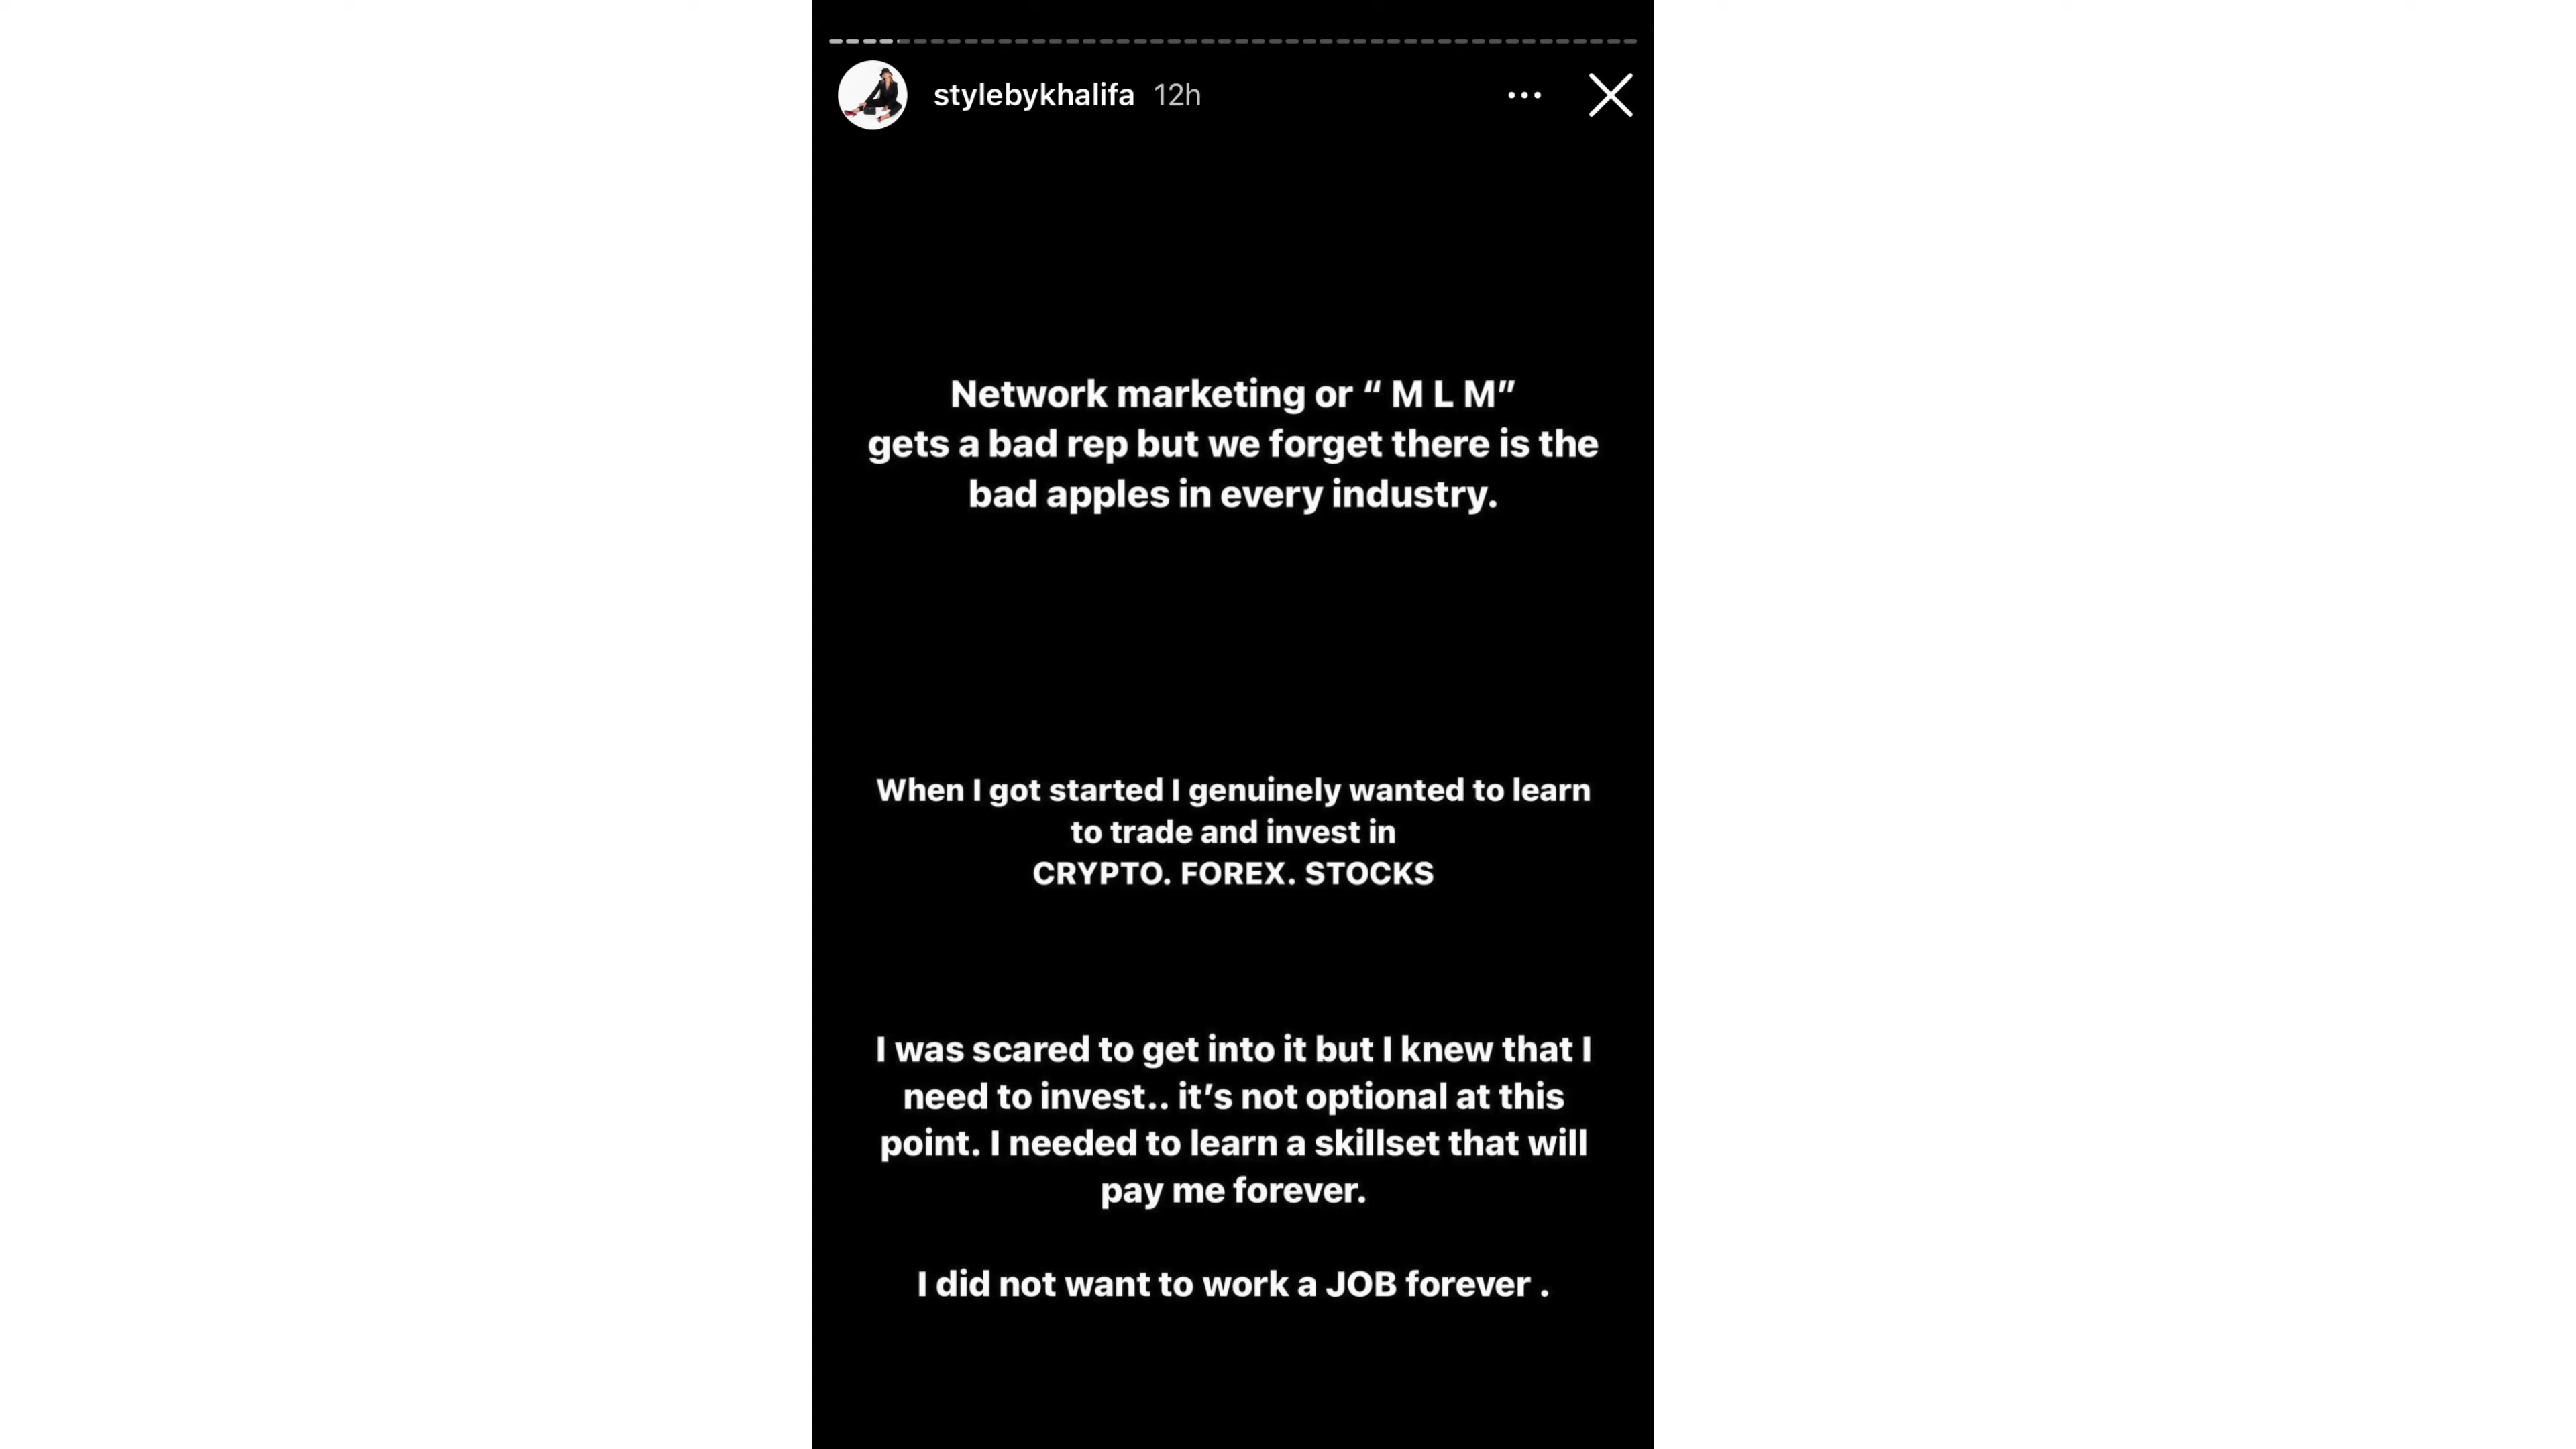 stylebykhalifa 12h
Network marketing or “ M L M”
gets a bad rep but we forget there is the
bad apples in every industry.
When I got started I genuinely wanted to learn
to trade and invest in
CRYPTO. FOREX. STOCKS
I was scared to get into it but I knew that I
need to invest.. it’s not optional at this
point. I needed to learn a skillset that will
pay me forever.
I did not want to work a JOB forever .